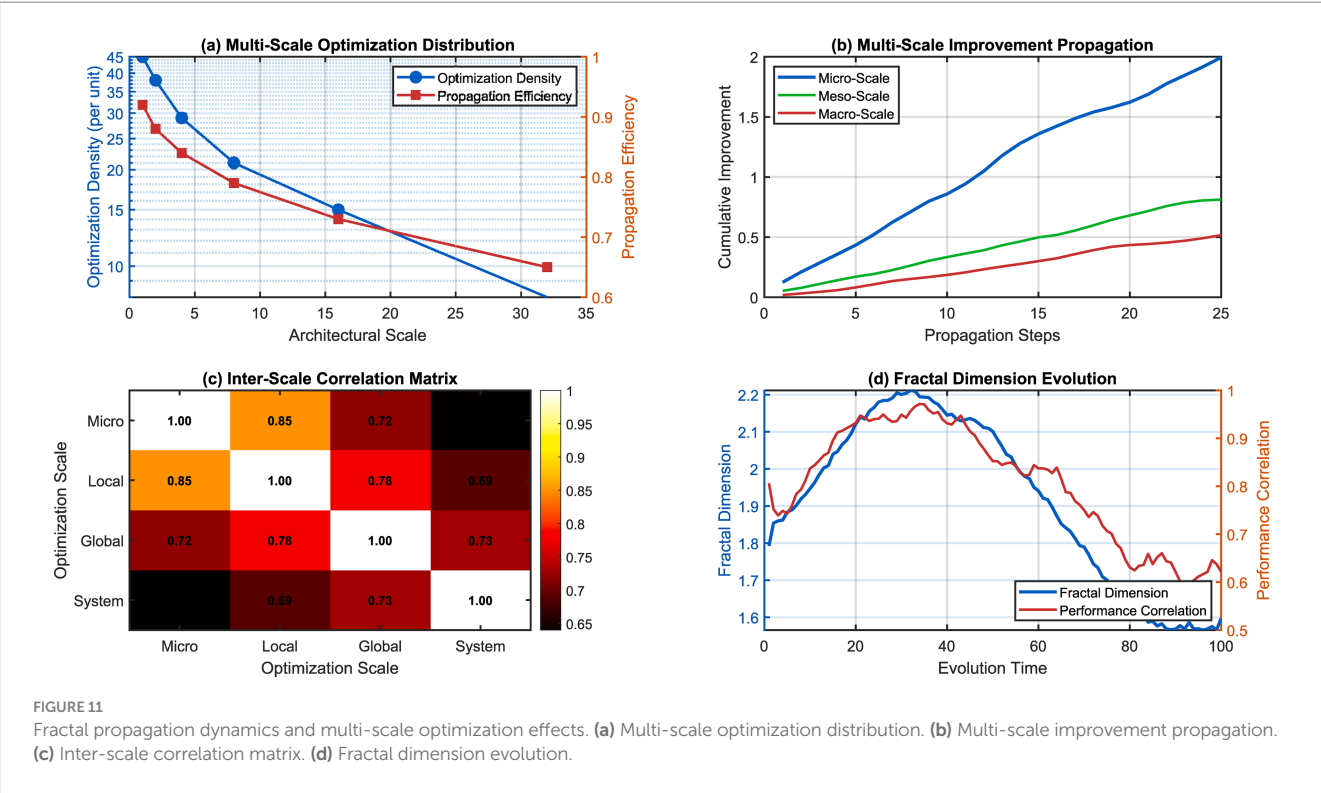 (a) Multi-Scale Optimization Distribution
Optimization Density (per unit)
45
40
35
30
25
20
15
10
1
0.9
0.8
0.7
0.6
Propagation Efficiency
Optimization Density
Propagation Efficiency
0 5 10 15 20 25 30 35
Architectural Scale
(b) Multi-Scale Improvement Propagation
Cumulative Improvement
2
1.5
1
0.5
0
Micro-Scale
Meso-Scale
Macro-Scale
0 5 10 15 20 25
Propagation Steps
(c) Inter-Scale Correlation Matrix
Optimization Scale
Micro 1.00 0.85 0.72
Local 0.85 1.00 0.78 0.69
Global 0.72 0.78 1.00 0.73
System 0.69 0.73 1.00
Micro Local Global System
Optimization Scale
1
0.95
0.9
0.85
0.8
0.75
0.7
0.65
(d) Fractal Dimension Evolution
Fractal Dimension
2.2
2.1
2
1.9
1.8
1.7
1.6
1
0.9
0.8
0.7
0.6
0.5
Performance Correlation
Fractal Dimension
Performance Correlation
0 20 40 60 80 100
Evolution Time
FIGURE 11
Fractal propagation dynamics and multi-scale optimization effects. (a) Multi-scale optimization distribution. (b) Multi-scale improvement propagation.
(c) Inter-scale correlation matrix. (d) Fractal dimension evolution.